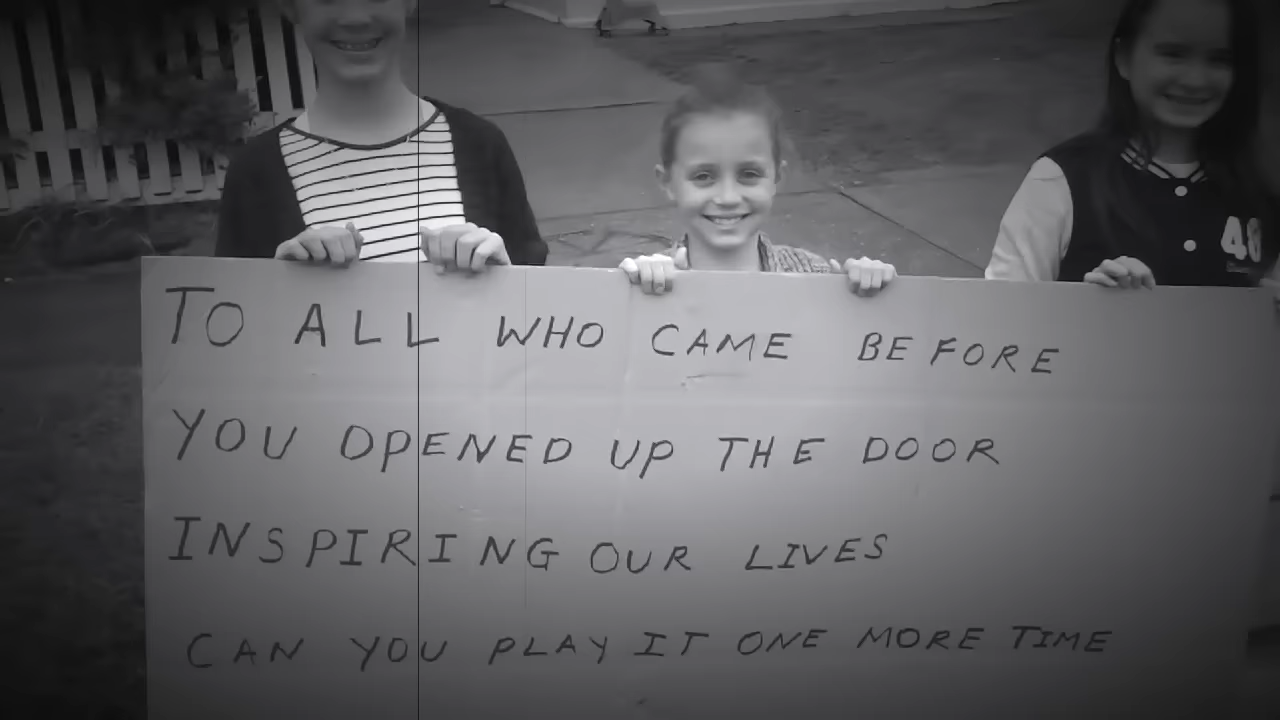 TO ALL WHO CAME BEFORE
YOU OPENED UP THE DOOR
INSPIRING OUR LIVES
CAN YOU PLAY IT ONE MORE TIME
48